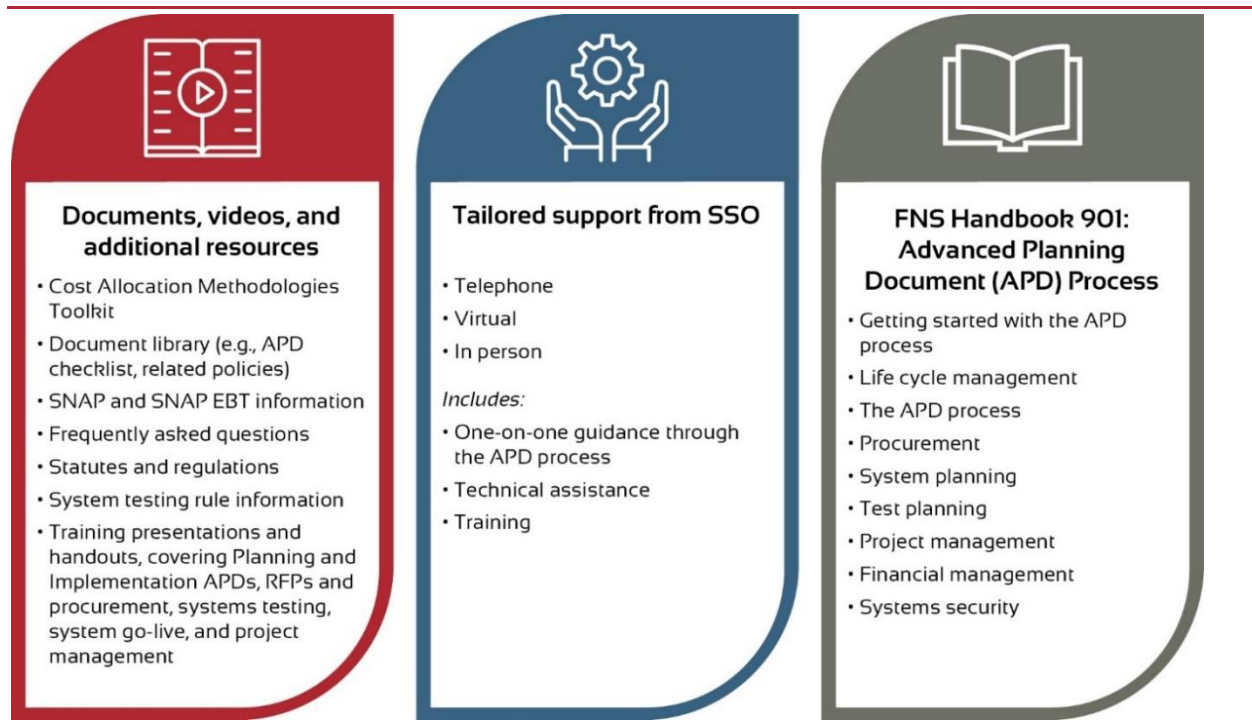 Documents, videos, and
additional resources
• Cost Allocation Methodologies
Toolkit
• Document library (e.g., APD
checklist, related policies)
• SNAP and SNAP EBT information
• Frequently asked questions
• Statutes and regulations
• System testing rule information
• Training presentations and
handouts, covering Planning and
Implementation APDs, RFPs and
procurement, systems testing,
system go-live, and project
management
Tailored support from SSO
• Telephone
• Virtual
• In person
Includes:
• One-on-one guidance through
the APD process
• Technical assistance
• Training
FNS Handbook 901:
Advanced Planning
Document (APD) Process
• Getting started with the APD
process
• Life cycle management
• The APD process
• Procurement
• System planning
• Test planning
• Project management
• Financial management
• Systems security